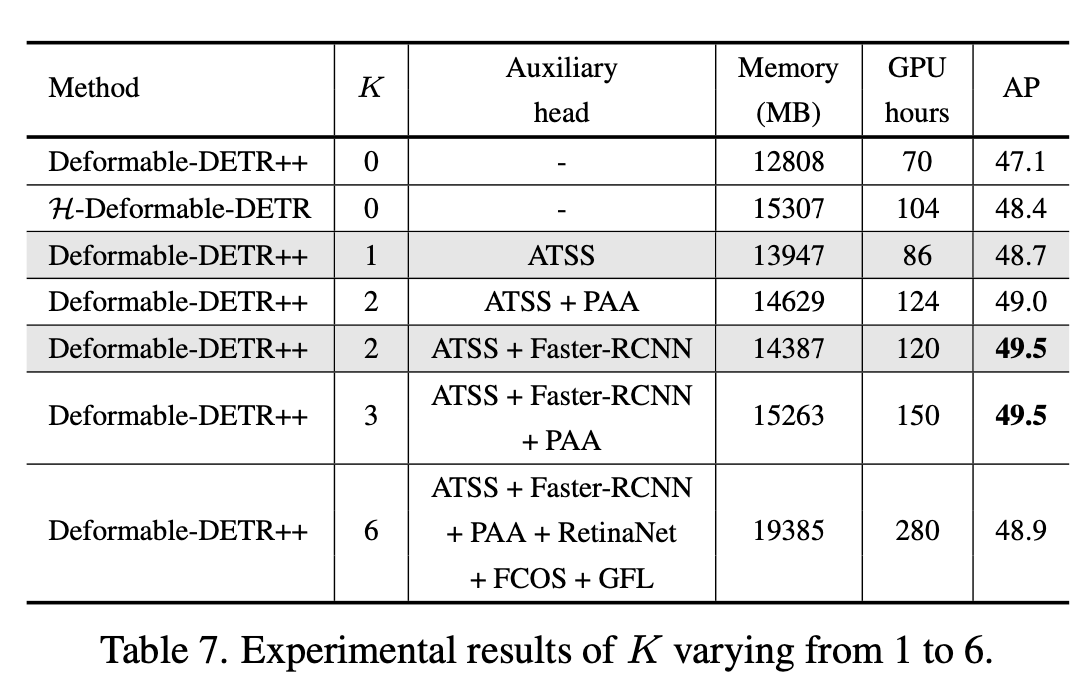 Method K Auxiliary head Memory (MB) GPU hours AP
Deformable-DETR++ 0 - 12808 70 47.1
ℋ-Deformable-DETR 0 - 15307 104 48.4
Deformable-DETR++ 1 ATSS 13947 86 48.7
Deformable-DETR++ 2 ATSS + PAA 14629 124 49.0
Deformable-DETR++ 2 ATSS + Faster-RCNN 14387 120 49.5
Deformable-DETR++ 3 ATSS + Faster-RCNN + PAA 15263 150 49.5
Deformable-DETR++ 6 ATSS + Faster-RCNN + PAA + RetinaNet + FCOS + GFL 19385 280 48.9
Table 7. Experimental results of K varying from 1 to 6.